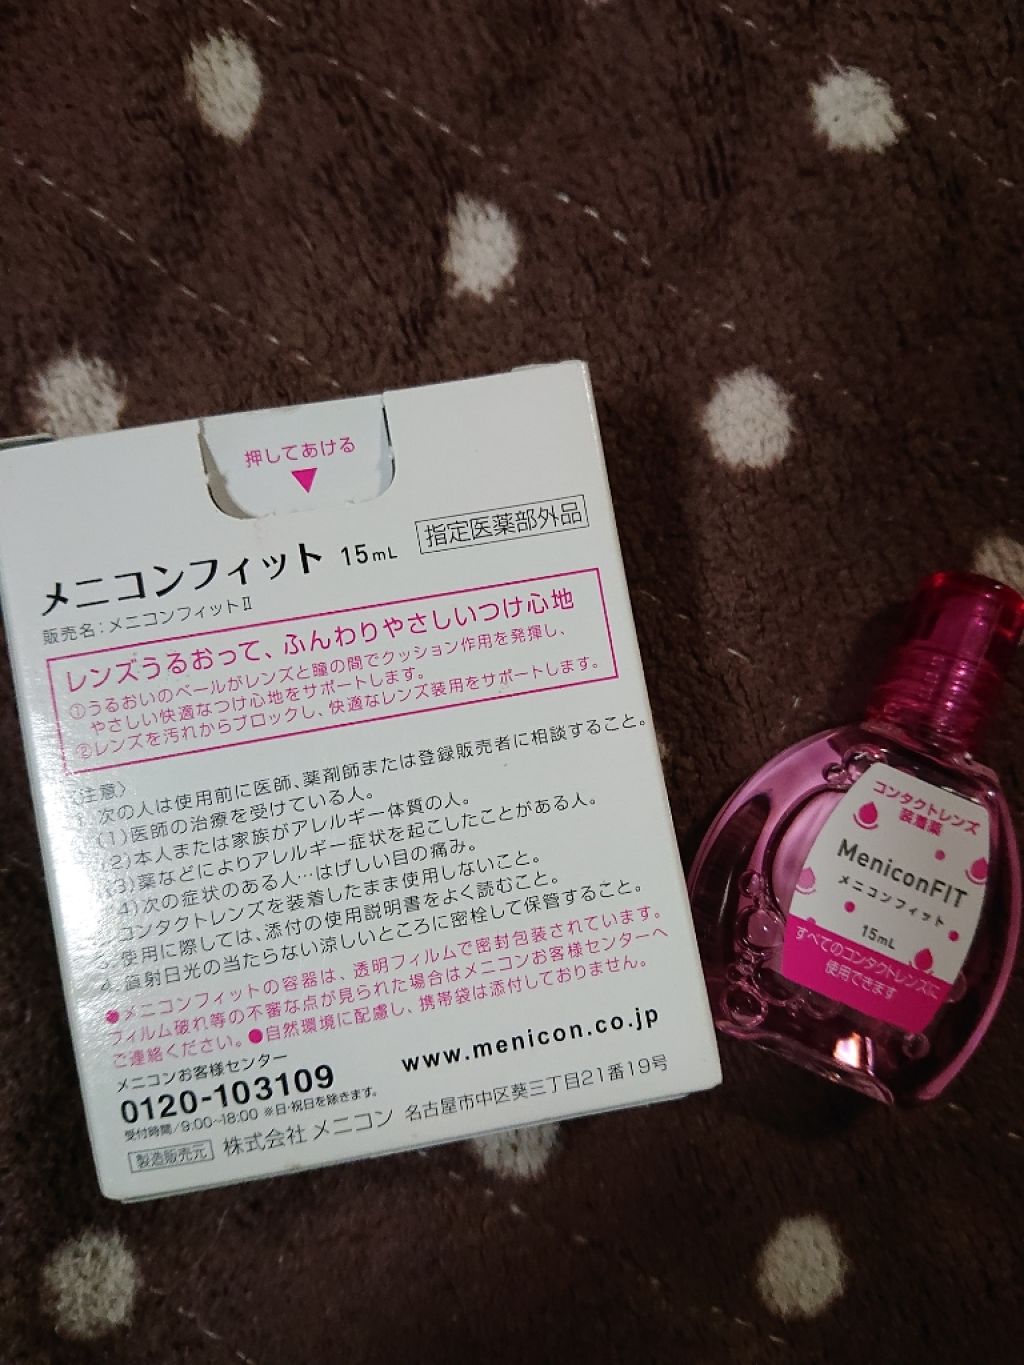 押してあける
指定医薬部外品
メニコンフィット 15mL
販売名:メニコンフィットⅡ
レンズうるおって、ふんわりやさしいつけ心地
①うるおいのベールがレンズと瞳の間でクッション作用を発揮し、
やさしい快適なつけ心地をサポートします。
②レンズを汚れからブロックし、快適なレンズ装用をサポートします。
〈注意〉
次の人は使用前に医師、薬剤師または登録販売者に相談すること。
(1)医師の治療を受けている人。
(2)本人または家族がアレルギー体質の人。
(3)薬などによりアレルギー症状を起こしたことがある人。
(4)次の症状のある人…はげしい目の痛み。
コンタクトレンズを装着したまま使用しないこと。
3. 使用に際しては、添付の使用説明書をよく読むこと。
4. 直射日光の当たらない涼しいところに密栓して保管すること。
●メニコンフィットの容器は、透明フィルムで密封包装されています。
フィルム破れ等の不審な点が見られた場合はメニコンお客様センターへ
ご連絡ください。●自然環境に配慮し、携帯袋は添付しておりません。
メニコンお客様センター
0120-103109
www.menicon.co.jp
受付時間/9:00~18:00 ※日・祝日を除きます。
製造販売元 株式会社 メニコン 名古屋市中区葵三丁目21番19号
コンタクトレンズ
装着薬
MeniconFIT
メニコンフィット
15mL
すべてのコンタクトレンズに
使用できます